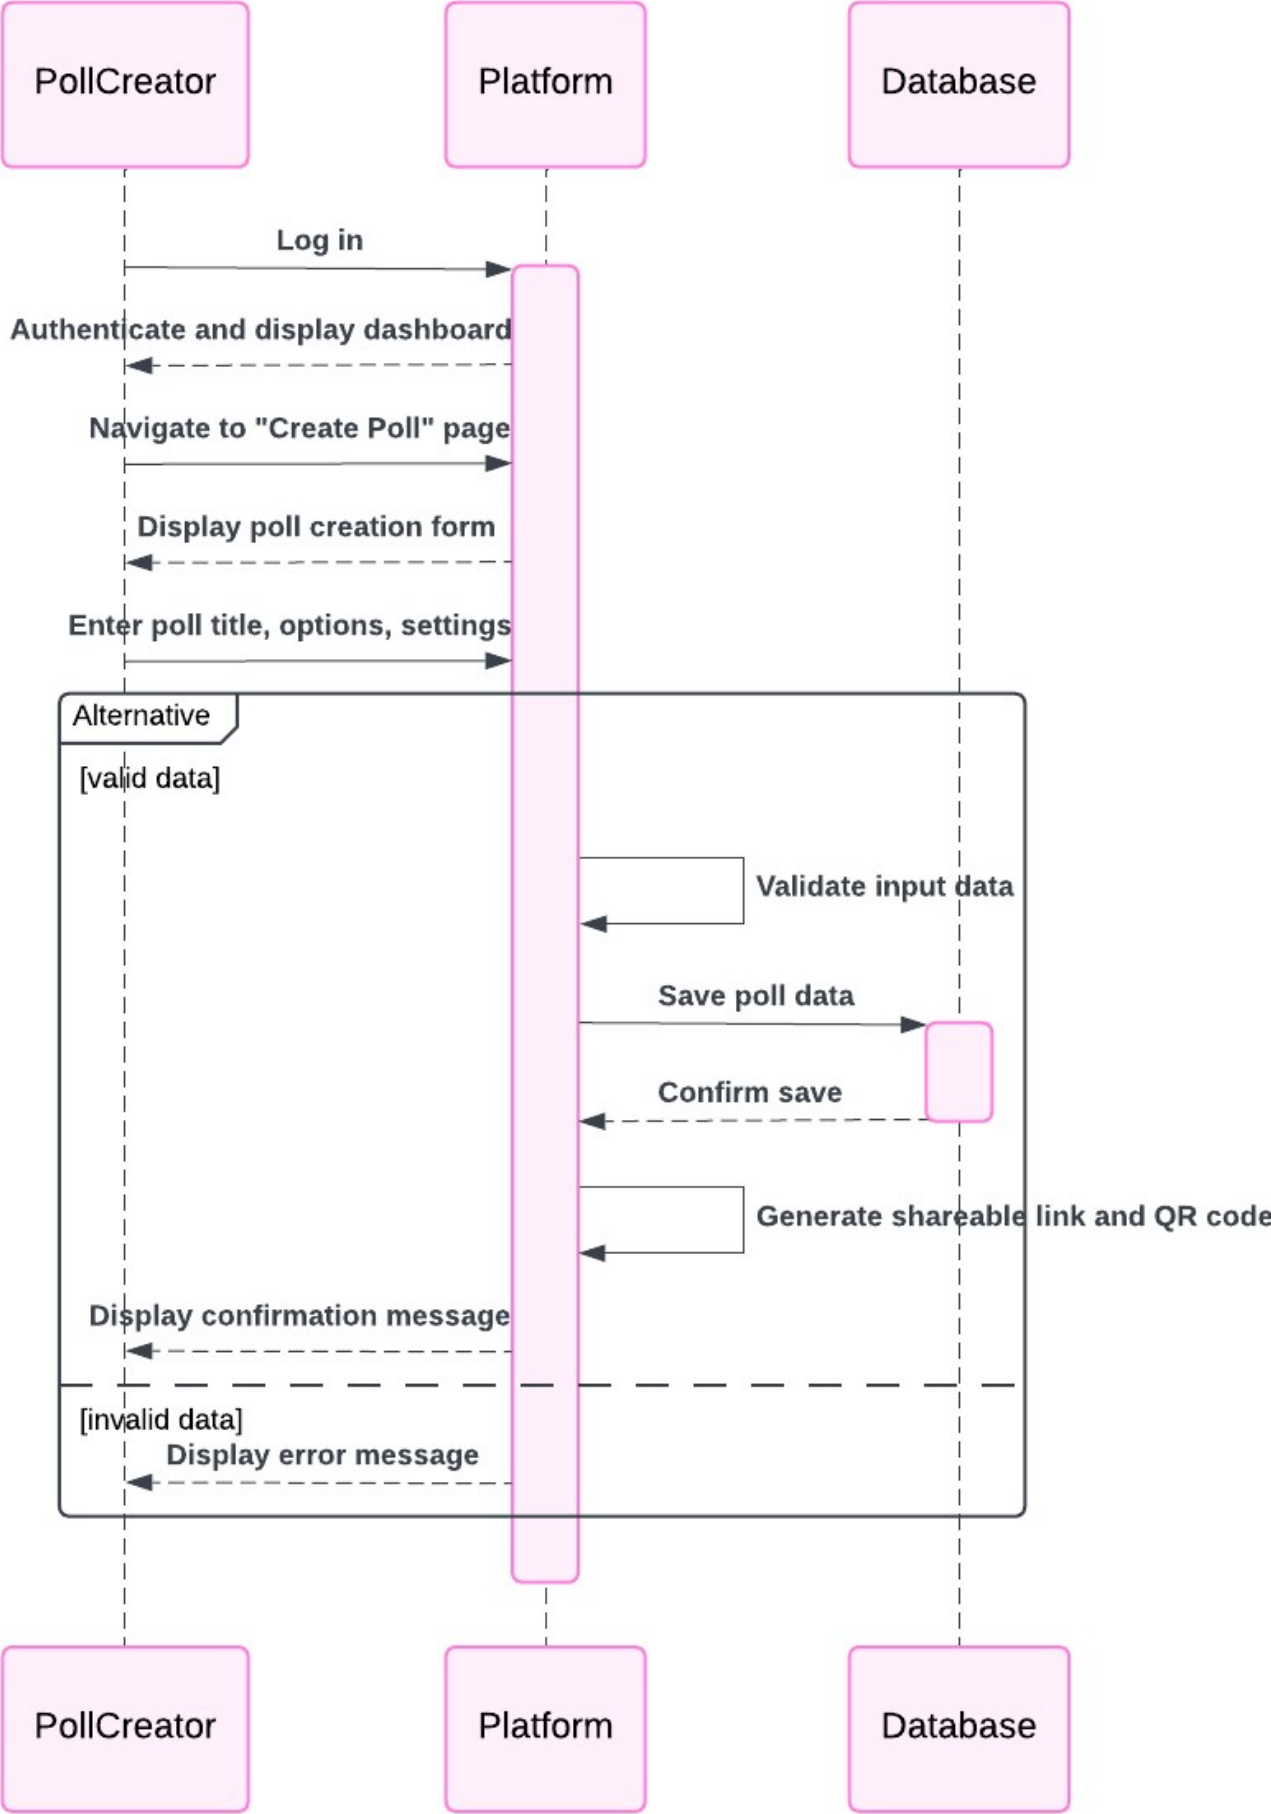 PollCreator
Platform
Database
Log in
Authenticate and display dashboard
Navigate to "Create Poll" page
Display poll creation form
Enter poll title, options, settings
Alternative
[valid data]
Validate input data
Save poll data
Confirm save
Generate shareable link and QR code
Display confirmation message
[invalid data]
Display error message
PollCreator
Platform
Database